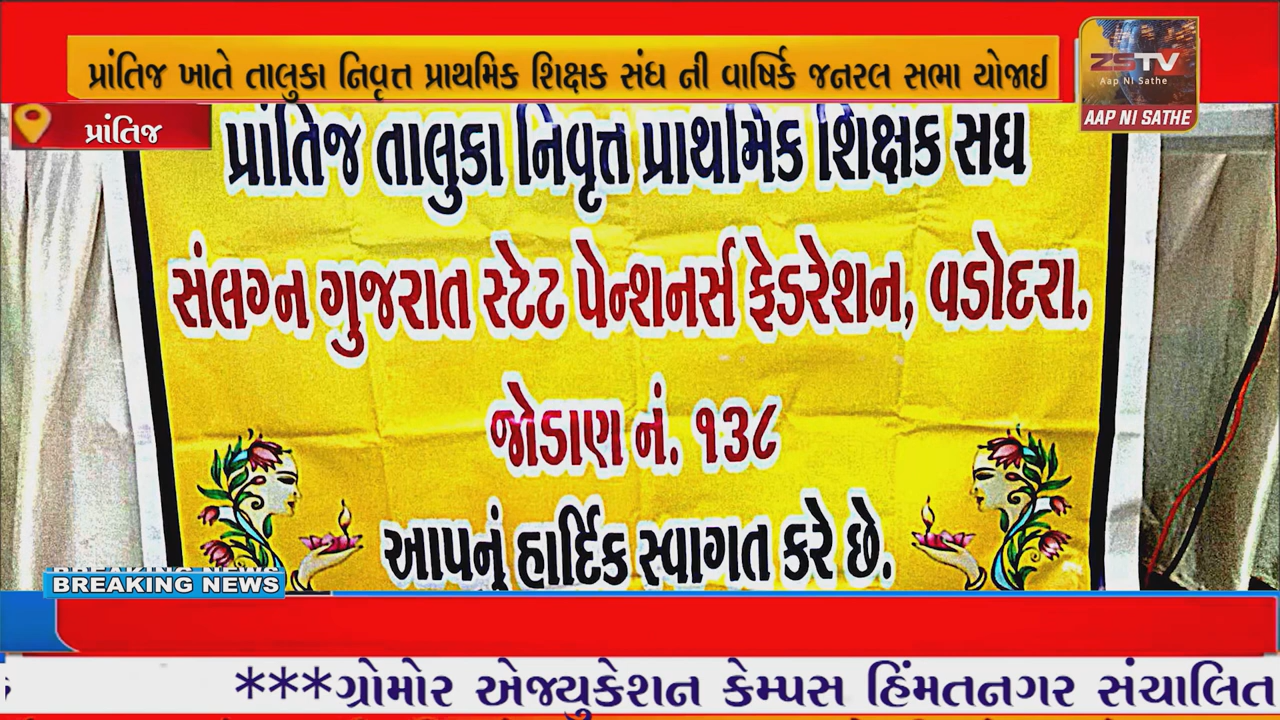 પ્રાંતિજ ખાતે તાલુકા નિવૃત્ત પ્રાથમિક શિક્ષક સંઘ ની વાર્ષિક જનરલ સભા યોજાઈ
ZSTV
Aap Ni Sathe
AAP NI SATHE
પ્રાંતિજ
પ્રાંતિજ તાલુકા નિવૃત્ત પ્રાથમિક શિક્ષક સંઘ
સંલગ્ન ગુજરાત સ્ટેટ પેન્શનર્સ ફેડરેશન, વડોદરા.
જોડાણ નં. ૧૩૮
આપનું હાર્દિક સ્વાગત કરે છે.
BREAKING NEWS
***ગ્રોમોર એજ્યુકેશન કેમ્પસ હિંમતનગર સંચાલિત